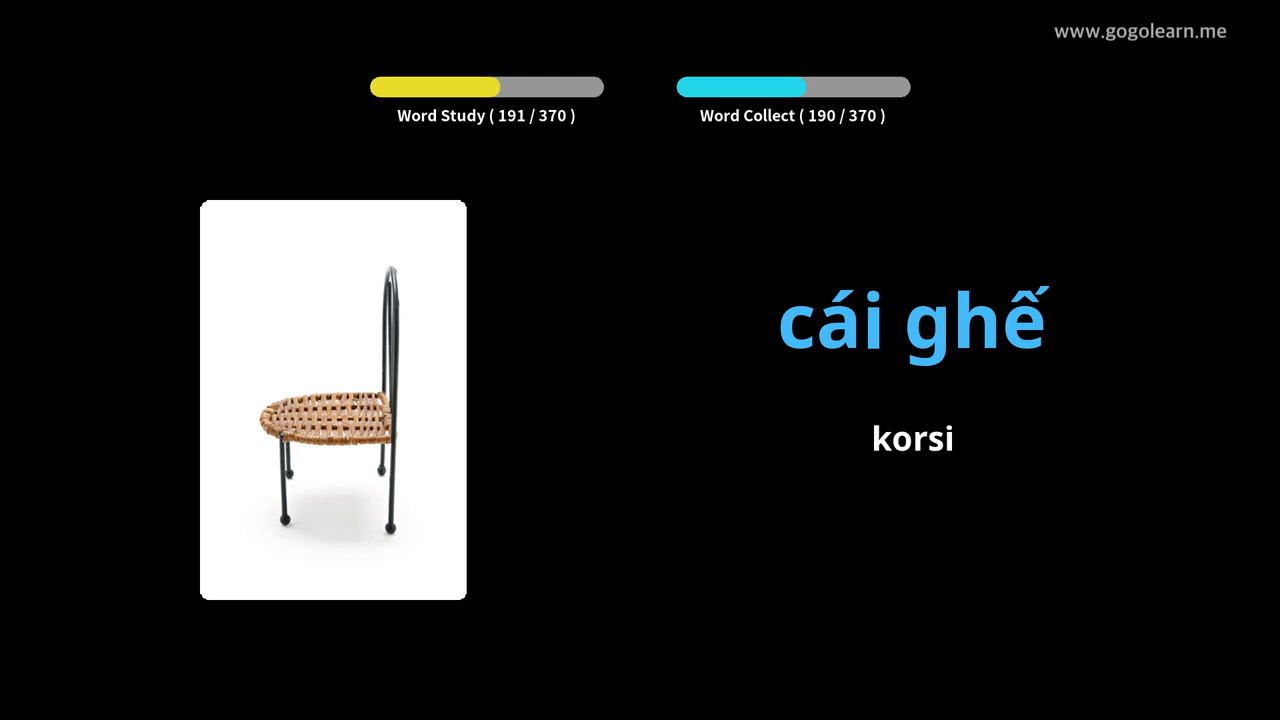 www.gogolearn.me
Word Study ( 191 / 370 )
Word Collect ( 190 / 370 )
cái ghế
korsi